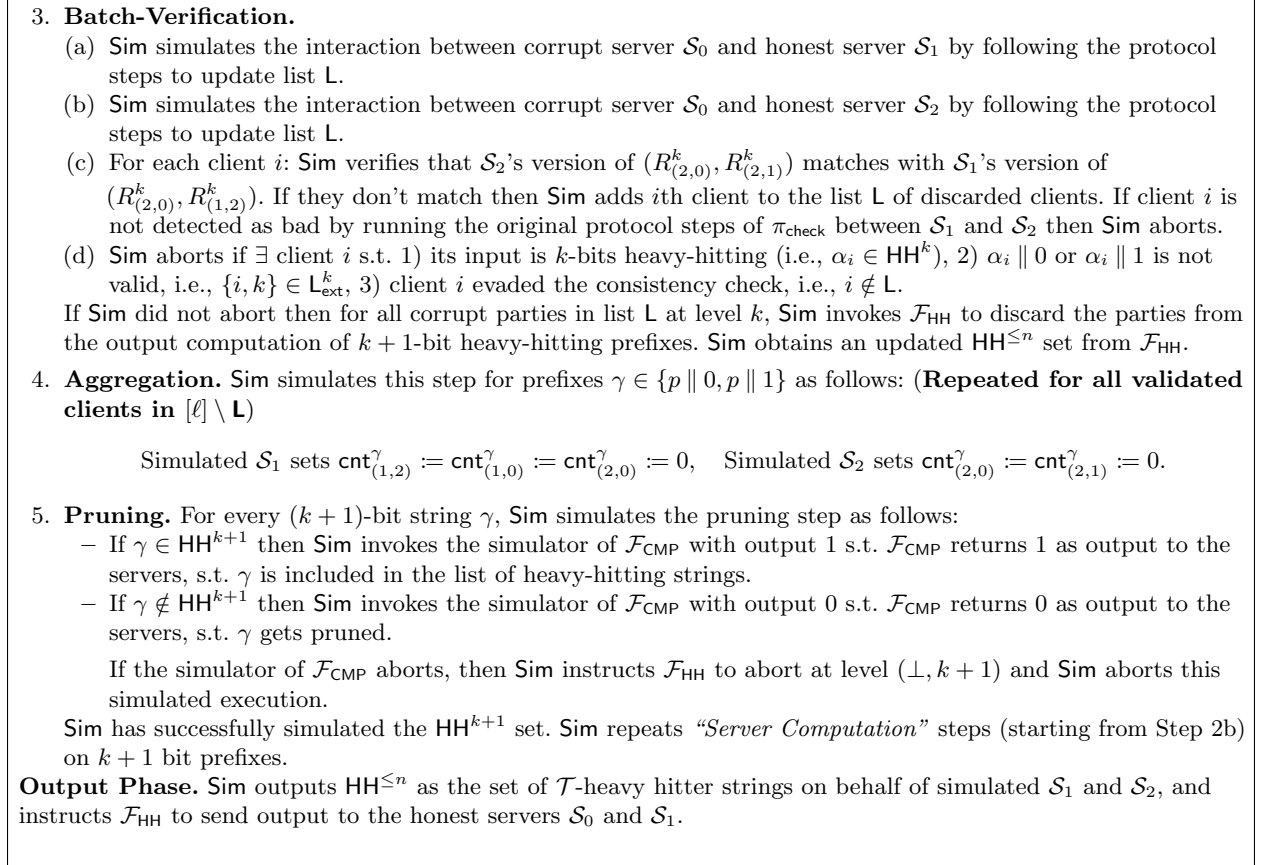 3. Batch-Verification.
(a) Sim simulates the interaction between corrupt server S₀ and honest server S₁ by following the protocol
steps to update list L.
(b) Sim simulates the interaction between corrupt server S₀ and honest server S₂ by following the protocol
steps to update list L.
(c) For each client i: Sim verifies that S₂'s version of (R^k_(2,0), R^k_(2,1)) matches with S₁'s version of
(R^k_(2,0), R^k_(1,2)). If they don't match then Sim adds ith client to the list L of discarded clients. If client i is
not detected as bad by running the original protocol steps of π_check between S₁ and S₂ then Sim aborts.
(d) Sim aborts if ∃ client i s.t. 1) its input is k-bits heavy-hitting (i.e., α_i ∈ HH^k), 2) α_i ∥ 0 or α_i ∥ 1 is not
valid, i.e., {i, k} ∈ L^k_ext, 3) client i evaded the consistency check, i.e., i ∉ L.
If Sim did not abort then for all corrupt parties in list L at level k, Sim invokes F_HH to discard the parties from
the output computation of k + 1-bit heavy-hitting prefixes. Sim obtains an updated HH^≤n set from F_HH.
4. Aggregation. Sim simulates this step for prefixes γ ∈ {p ∥ 0, p ∥ 1} as follows: (Repeated for all validated
clients in [ℓ] \ L)
Simulated S₁ sets cnt^γ_(1,2) := cnt^γ_(1,0) := cnt^γ_(2,0) := 0, Simulated S₂ sets cnt^γ_(2,0) := cnt^γ_(2,1) := 0.
5. Pruning. For every (k + 1)-bit string γ, Sim simulates the pruning step as follows:
– If γ ∈ HH^k+1 then Sim invokes the simulator of F_CMP with output 1 s.t. F_CMP returns 1 as output to the
servers, s.t. γ is included in the list of heavy-hitting strings.
– If γ ∉ HH^k+1 then Sim invokes the simulator of F_CMP with output 0 s.t. F_CMP returns 0 as output to the
servers, s.t. γ gets pruned.
If the simulator of F_CMP aborts, then Sim instructs F_HH to abort at level (⊥, k + 1) and Sim aborts this
simulated execution.
Sim has successfully simulated the HH^k+1 set. Sim repeats "Server Computation" steps (starting from Step 2b)
on k + 1 bit prefixes.
Output Phase. Sim outputs HH^≤n as the set of T-heavy hitter strings on behalf of simulated S₁ and S₂, and
instructs F_HH to send output to the honest servers S₀ and S₁.